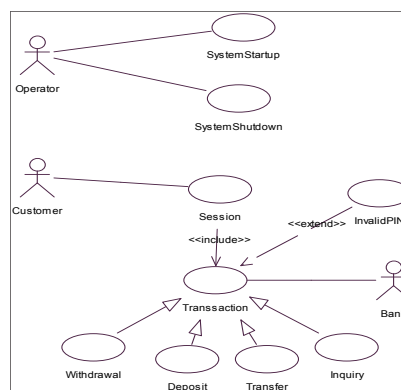 SystemStartup
Operator
SystemShutdown
Customer
Session
InvalidPIN
<<extend>>
<<include>>
Transsaction
Ban
Withdrawal
Deposit
Transfer
Inquiry